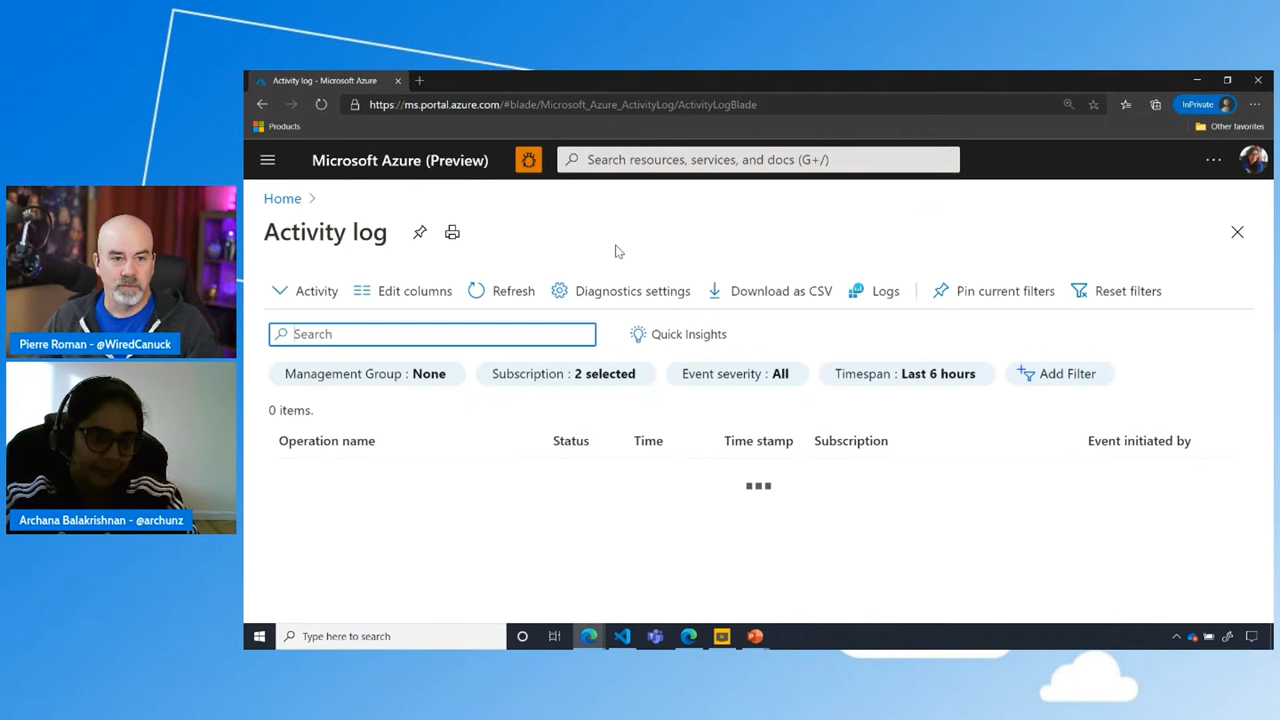 Activity log - Microsoft Azure
https://ms.portal.azure.com/#blade/Microsoft_Azure_ActivityLog/ActivityLogBlade
InPrivate
Products
Other favorites
Microsoft Azure (Preview)
Search resources, services, and docs (G+/)
Home
Activity log
Activity
Edit columns
Refresh
Diagnostics settings
Download as CSV
Logs
Pin current filters
Reset filters
Search
Quick Insights
Management Group : None
Subscription : 2 selected
Event severity : All
Timespan : Last 6 hours
Add Filter
0 items.
Operation name
Status
Time
Time stamp
Subscription
Event initiated by
Type here to search
Pierre Roman - @WiredCanuck
Archana Balakrishnan - @archunz